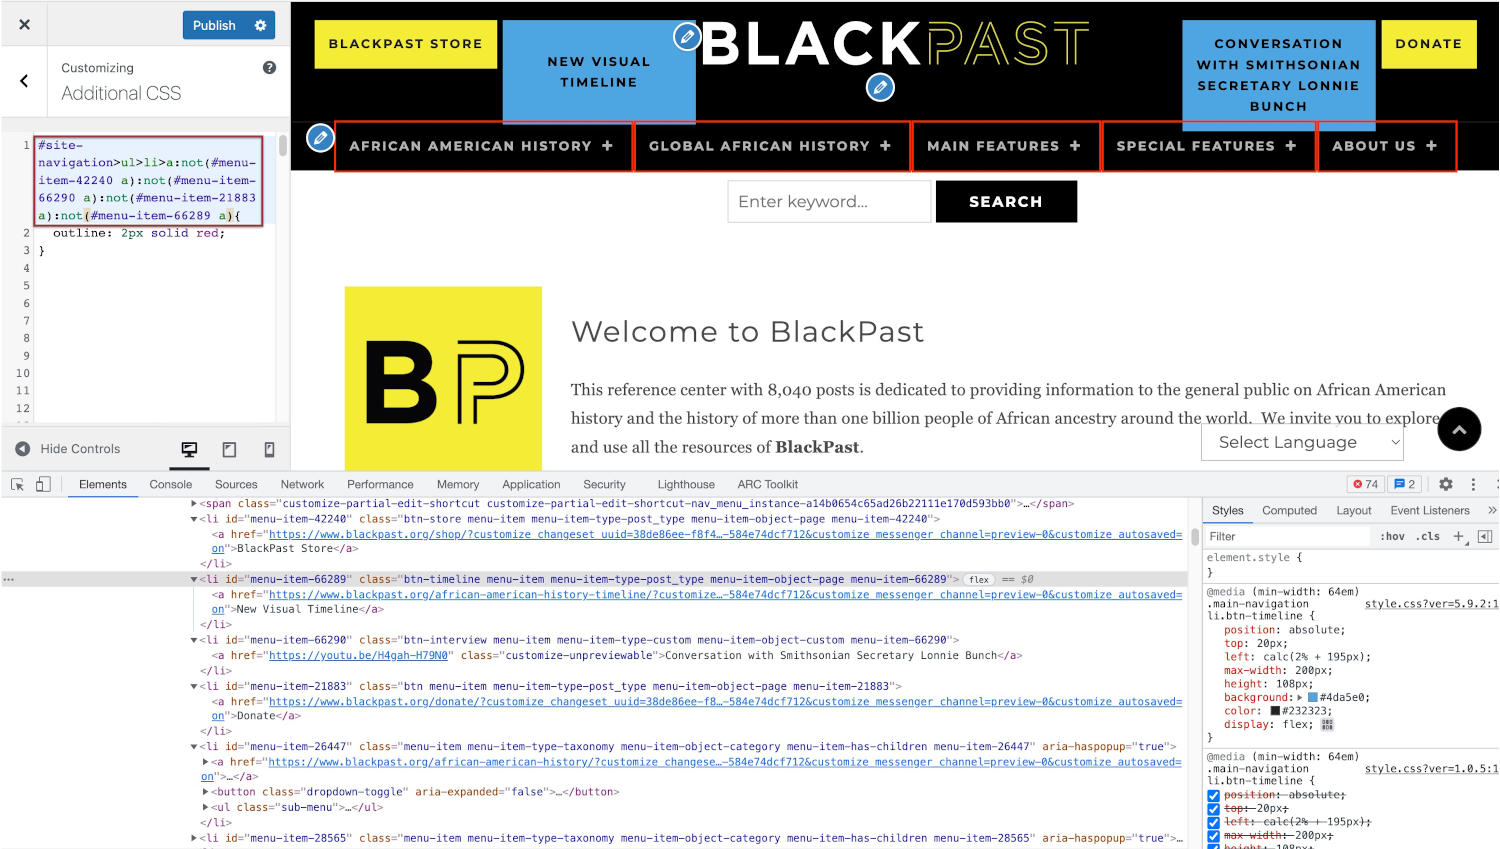 Publish
Customizing
Additional CSS
1 #site-
navigation>ul>li>a:not(#menu-
item-42240 a):not(#menu-item-
66290 a):not(#menu-item-21883
a):not(#menu-item-66289 a){
2 outline: 2px solid red;
3 }
4
5
6
7
8
9
10
11
12
Hide Controls
BLACKPAST STORE
NEW VISUAL
TIMELINE
BLACKPAST
CONVERSATION
WITH SMITHSONIAN
SECRETARY LONNIE
BUNCH
DONATE
AFRICAN AMERICAN HISTORY +
GLOBAL AFRICAN HISTORY +
MAIN FEATURES +
SPECIAL FEATURES +
ABOUT US +
Enter keyword...
SEARCH
BP
Welcome to BlackPast
This reference center with 8,040 posts is dedicated to providing information to the general public on African American
history and the history of more than one billion people of African ancestry around the world. We invite you to explore
and use all the resources of BlackPast.
Select Language
Elements Console Sources Network Performance Memory Application Security Lighthouse ARC Toolkit
74 2
<span class="customize-partial-edit-shortcut customize-partial-edit-shortcut-nav_menu_instance-a14b0654c65ad26b22111e170d593bb0">…</span>
<li id="menu-item-42240" class="btn-store menu-item menu-item-type-post_type menu-item-object-page menu-item-42240">
<a href="https://www.blackpast.org/shop/?customize_changeset_uuid=38de86ee-f8f4…-584e74dcf712&customize_messenger_channel=preview-0&customize_autosaved=
on">BlackPast Store</a>
</li>
<li id="menu-item-66289" class="btn-timeline menu-item menu-item-type-post_type menu-item-object-page menu-item-66289"> flex == $0
<a href="https://www.blackpast.org/african-american-history-timeline/?customize…-584e74dcf712&customize_messenger_channel=preview-0&customize_autosaved=
on">New Visual Timeline</a>
</li>
<li id="menu-item-66290" class="btn-interview menu-item menu-item-type-custom menu-item-object-custom menu-item-66290">
<a href="https://youtu.be/H4gah-H79N0" class="customize-unpreviewable">Conversation with Smithsonian Secretary Lonnie Bunch</a>
</li>
<li id="menu-item-21883" class="btn menu-item menu-item-type-post_type menu-item-object-page menu-item-21883">
<a href="https://www.blackpast.org/donate/?customize_changeset_uuid=38de86ee-f8…-584e74dcf712&customize_messenger_channel=preview-0&customize_autosaved=
on">Donate</a>
</li>
<li id="menu-item-26447" class="menu-item menu-item-type-taxonomy menu-item-object-category menu-item-has-children menu-item-26447" aria-haspopup="true">
<a href="https://www.blackpast.org/african-american-history/?customize_changese…-584e74dcf712&customize_messenger_channel=preview-0&customize_autosaved=
on">…</a>
<button class="dropdown-toggle" aria-expanded="false">…</button>
<ul class="sub-menu">…</ul>
</li>
<li id="menu-item-28565" class="menu-item menu-item-type-taxonomy menu-item-object-category menu-item-has-children menu-item-28565" aria-haspopup="true">…
Styles Computed Layout Event Listeners »
Filter :hov .cls +
element.style {
}
@media (min-width: 64em)
.main-navigation style.css?ver=5.9.2:1
li.btn-timeline {
position: absolute;
top: 20px;
left: calc(2% + 195px);
max-width: 200px;
height: 108px;
background: #4da5e0;
color: #232323;
display: flex;
}
@media (min-width: 64em)
.main-navigation style.css?ver=1.0.5:1
li.btn-timeline {
position: absolute;
top: 20px;
left: calc(2% + 195px);
max-width: 200px;
height: 108px;